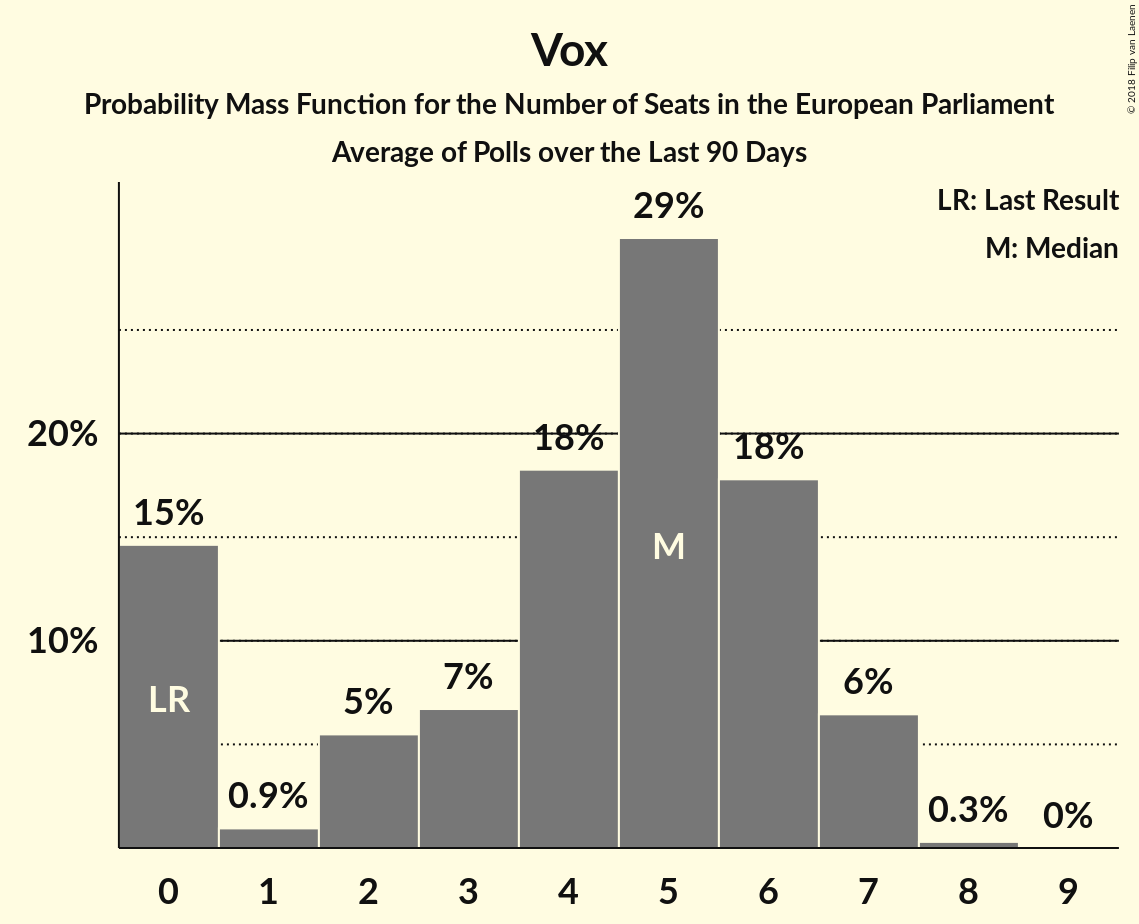 Vox
Probability Mass Function for the Number of Seats in the European Parliament
Average of Polls over the Last 90 Days
© 2018 Filip van Laenen
LR: Last Result
M: Median
29%
20%
18%
18%
15%
M
10%
LR
5%
7%
6%
0.9%
0.3%
0%
0 1 2 3 4 5 6 7 8 9